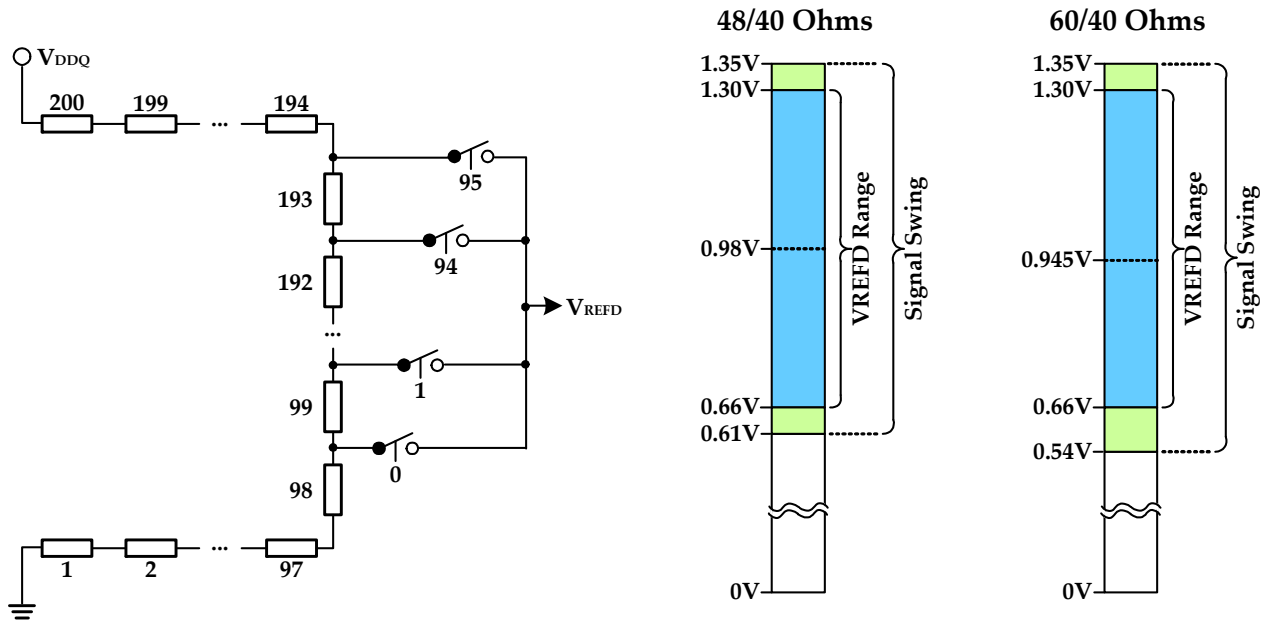 VDDQ
200 199 ... 194
95
193
94
192
VREFD
...
1
99
0
98
...
1 2 97
48/40 Ohms
1.35V
1.30V
0.98V
0.66V
0.61V
0V
VREFD Range
Signal Swing
60/40 Ohms
1.35V
1.30V
0.945V
0.66V
0.54V
0V
VREFD Range
Signal Swing